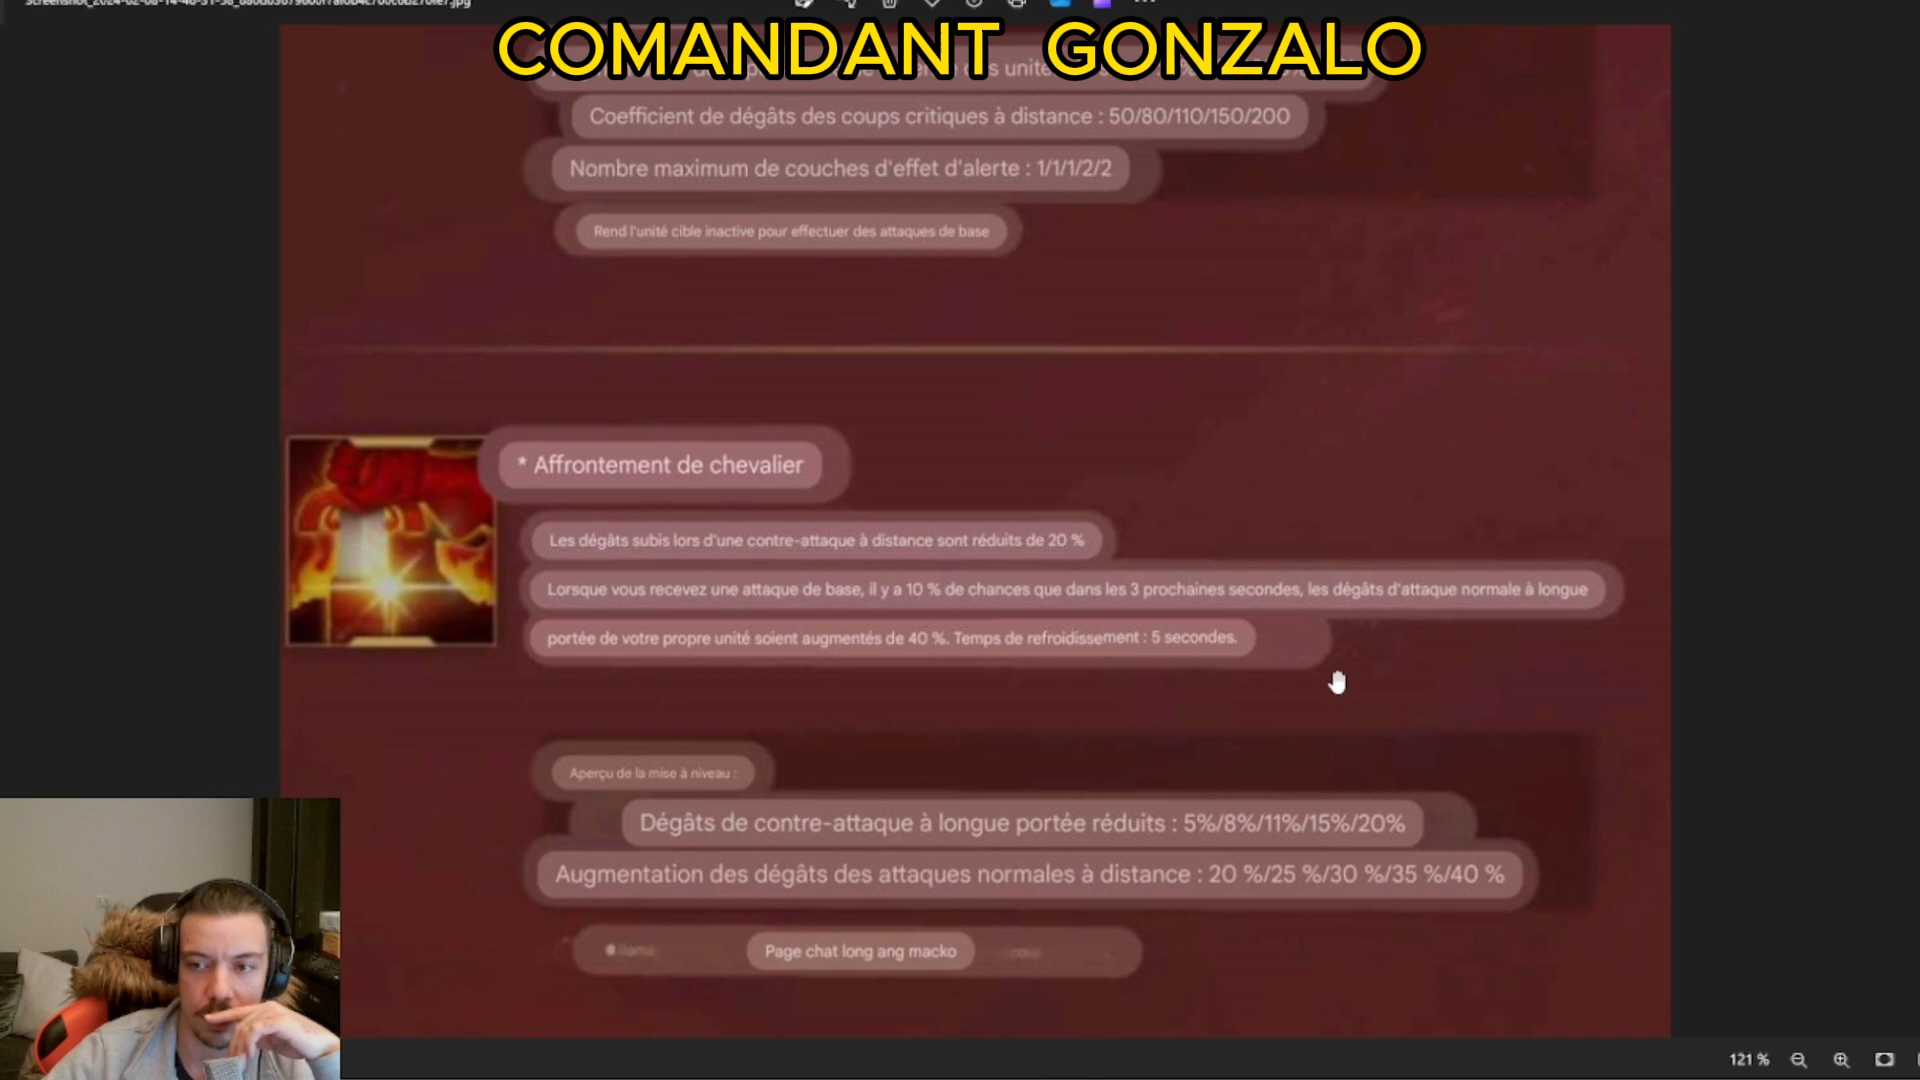 COMANDANT GONZALO
Coefficient de dégâts des coups critiques à distance : 50/80/110/150/200
Nombre maximum de couches d'effet d'alerte : 1/1/1/2/2
Rend l'unité cible inactive pour effectuer des attaques de base
* Affrontement de chevalier
Les dégâts subis lors d'une contre-attaque à distance sont réduits de 20 %
Lorsque vous recevez une attaque de base, il y a 10 % de chances que dans les 3 prochaines secondes, les dégâts d'attaque normale à longue
portée de votre propre unité soient augmentés de 40 %. Temps de refroidissement : 5 secondes.
Aperçu de la mise à niveau :
Dégâts de contre-attaque à longue portée réduits : 5%/8%/11%/15%/20%
Augmentation des dégâts des attaques normales à distance : 20 %/25 %/30 %/35 %/40 %
Page chat long ang macko
121 %